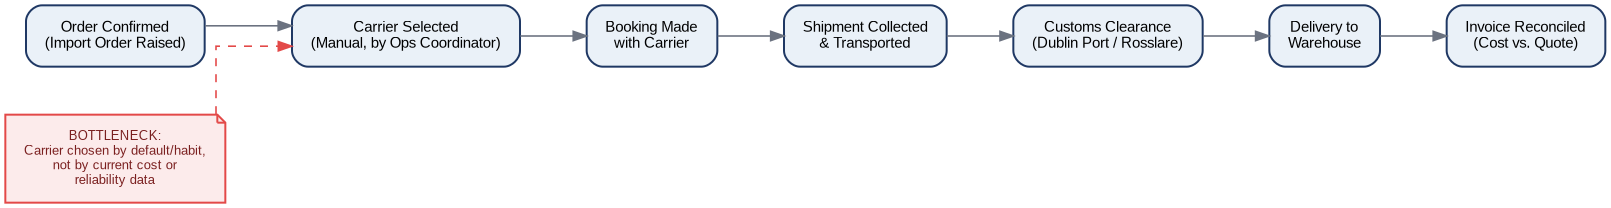 Order Confirmed
(Import Order Raised)
Carrier Selected
(Manual, by Ops Coordinator)
Booking Made
with Carrier
Shipment Collected
& Transported
Customs Clearance
(Dublin Port / Rosslare)
Delivery to
Warehouse
Invoice Reconciled
(Cost vs. Quote)
BOTTLENECK:
Carrier chosen by default/habit,
not by current cost or
reliability data